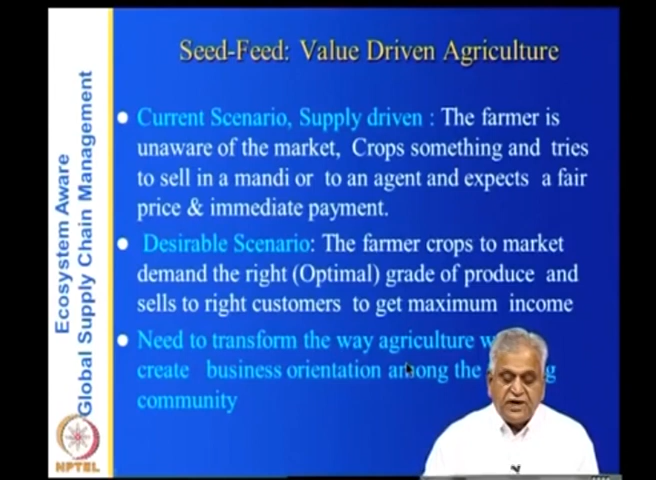 Seed-Feed: Value Driven Agriculture
Current Scenario, Supply driven : The farmer is
unaware of the market, Crops something and tries
to sell in a mandi or to an agent and expects a fair
price & immediate payment.
Desirable Scenario: The farmer crops to market
demand the right (Optimal) grade of produce and
sells to right customers to get maximum income
Need to transform the way agriculture
create business orientation among the
community
Ecosystem Aware
Global Supply Chain Management
NPTEL